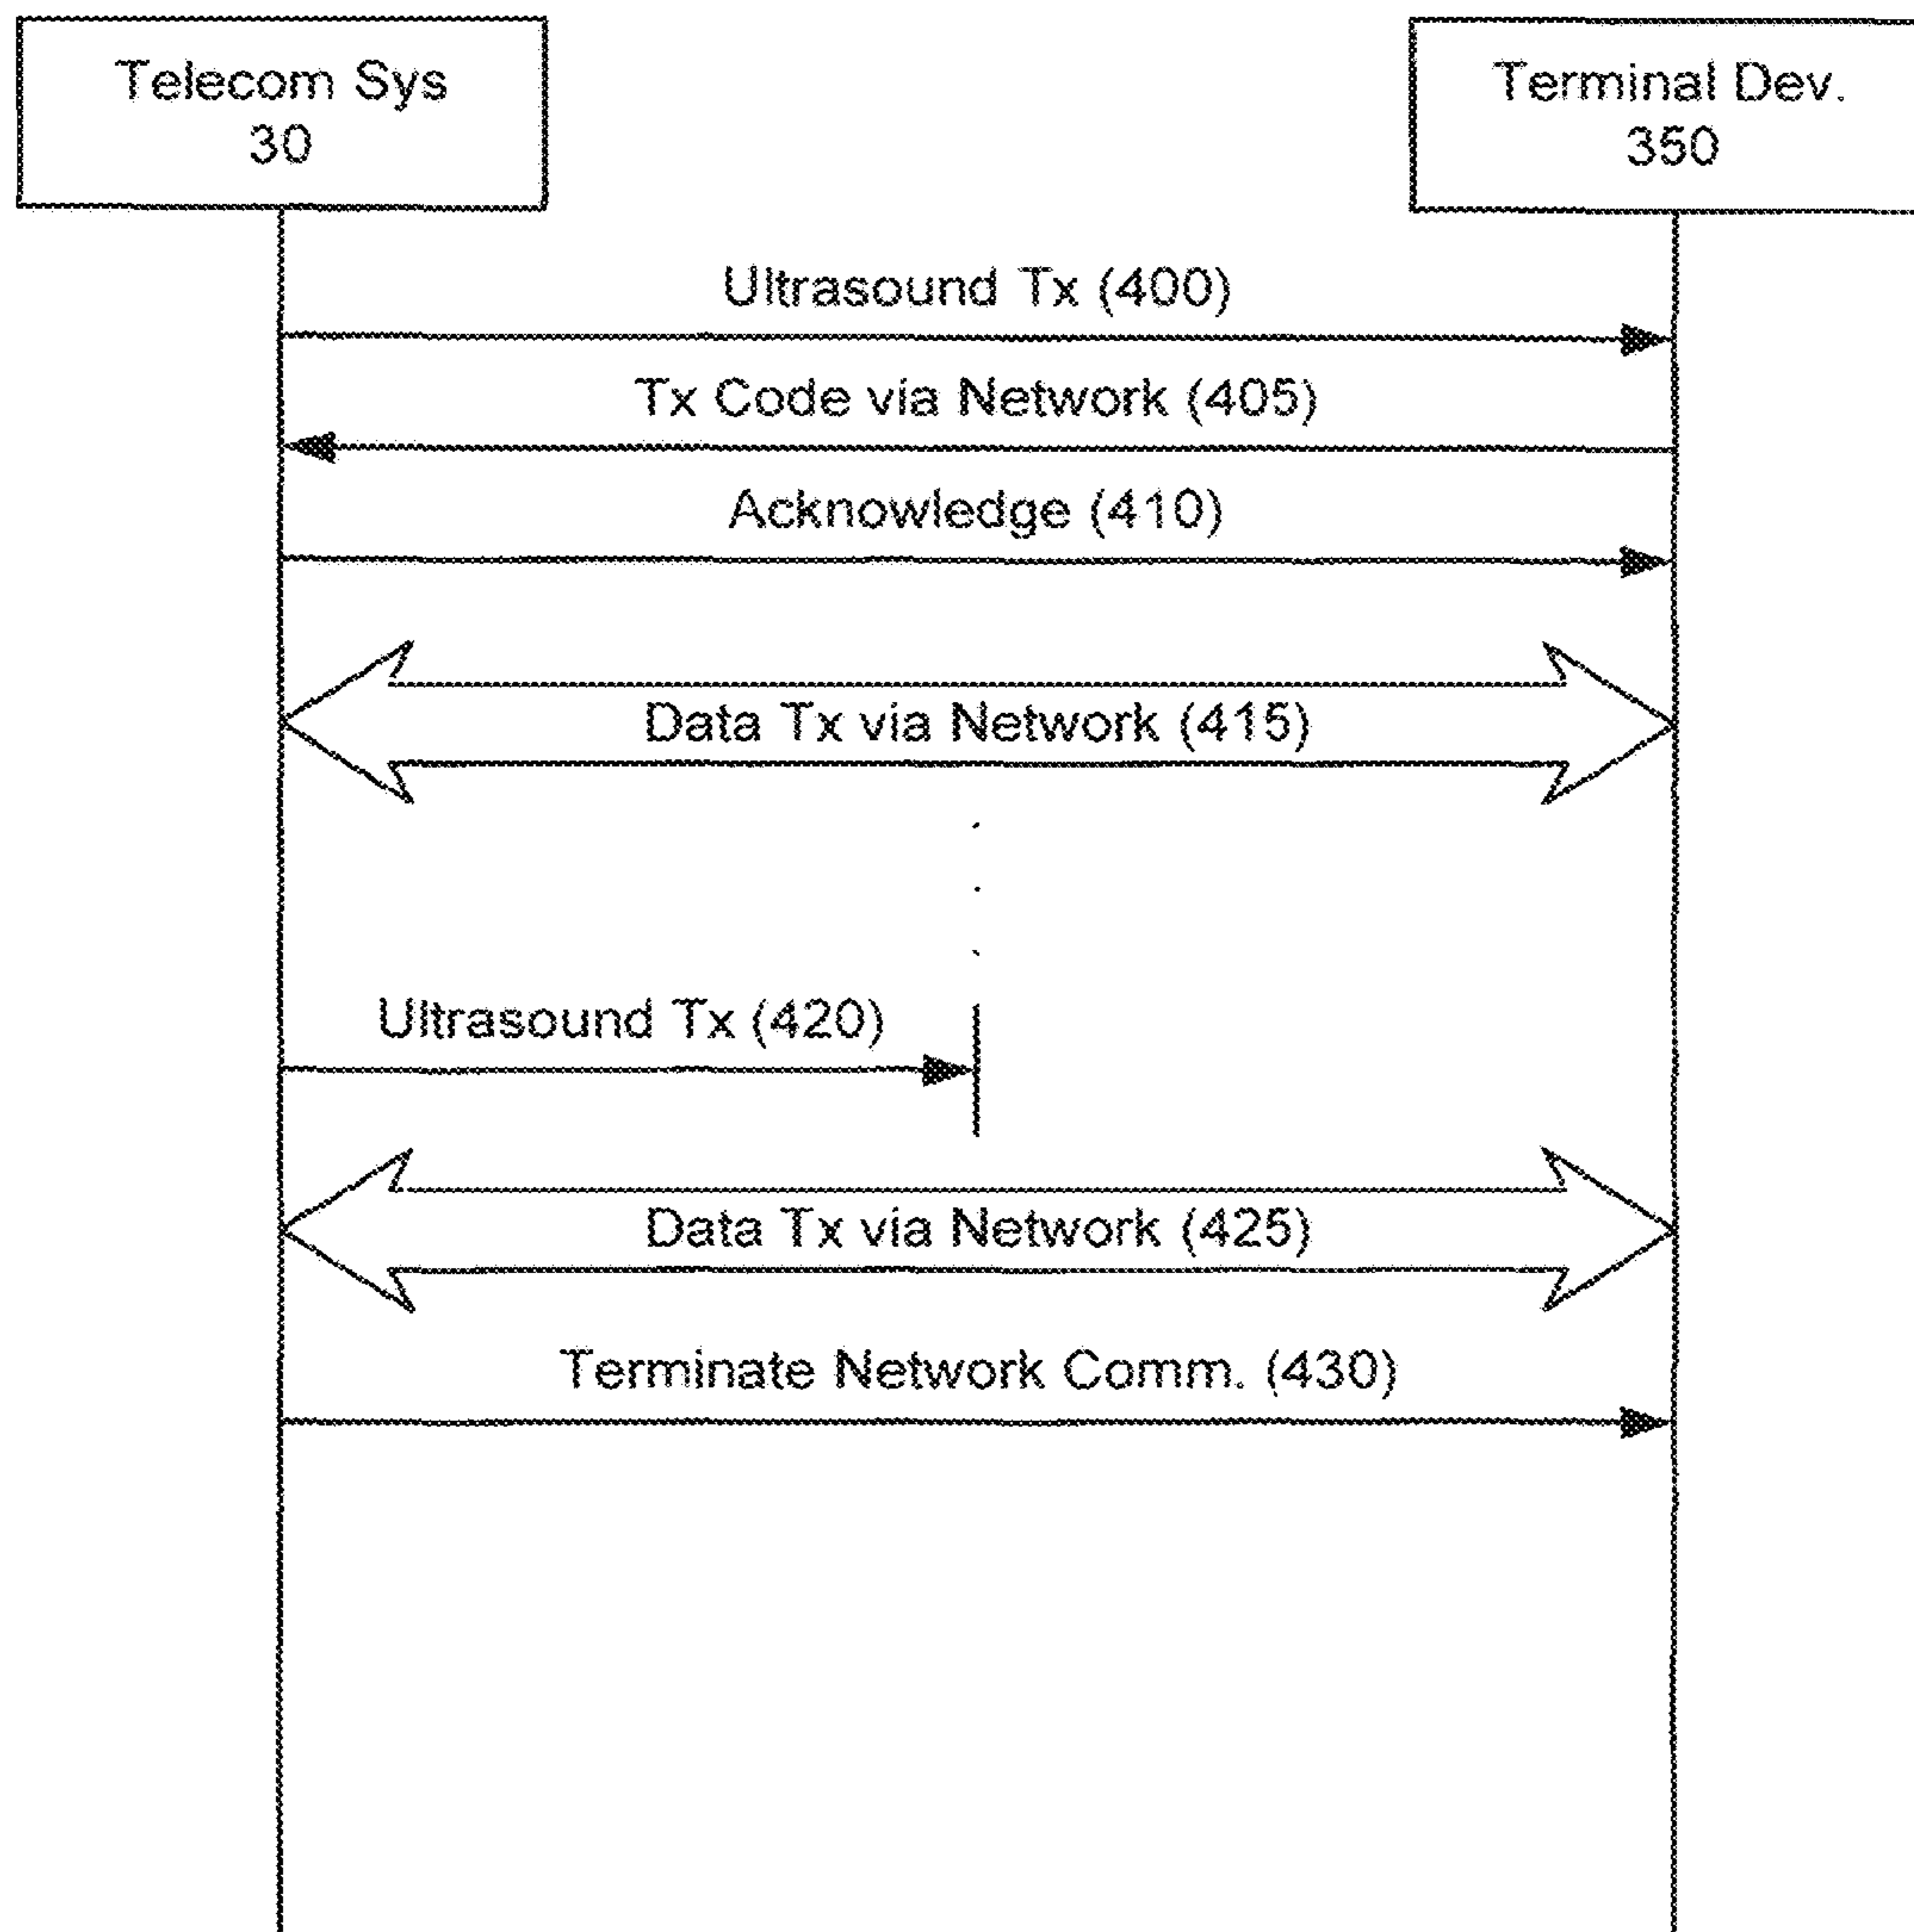 Telecom Sys
30
Terminal Dev.
350
Ultrasound Tx (400)
Tx Code via Network (405)
Acknowledge (410)
Data Tx via Network (415)
Ultrasound Tx (420)
Data Tx via Network (425)
Terminate Network Comm. (430)